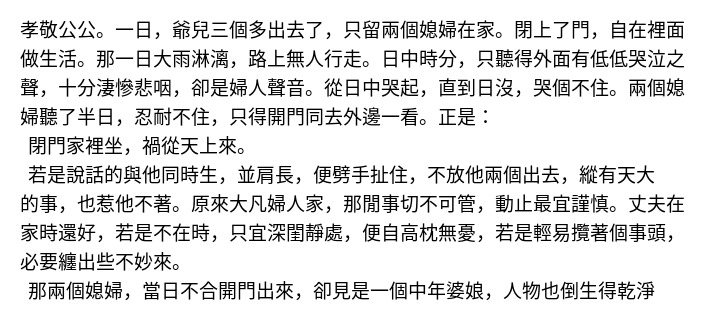 孝敬公公。一日，爺兒三個多出去了，只留兩個媳婦在家。閉上了門，自在裡面
做生活。那一日大雨淋漓，路上無人行走。日中時分，只聽得外面有低低哭泣之
聲，十分淒慘悲咽，卻是婦人聲音。從日中哭起，直到日沒，哭個不住。兩個媳
婦聽了半日，忍耐不住，只得開門同去外邊一看。正是：
閉門家裡坐，禍從天上來。
若是說話的與他同時生，並肩長，便劈手扯住，不放他兩個出去，縱有天大
的事，也惹他不著。原來大凡婦人家，那閒事切不可管，動止最宜謹慎。丈夫在
家時還好，若是不在時，只宜深閨靜處，便自高枕無憂，若是輕易攬著個事頭，
必要纏出些不妙來。
那兩個媳婦，當日不合開門出來，卻見是一個中年婆娘，人物也倒生得乾淨